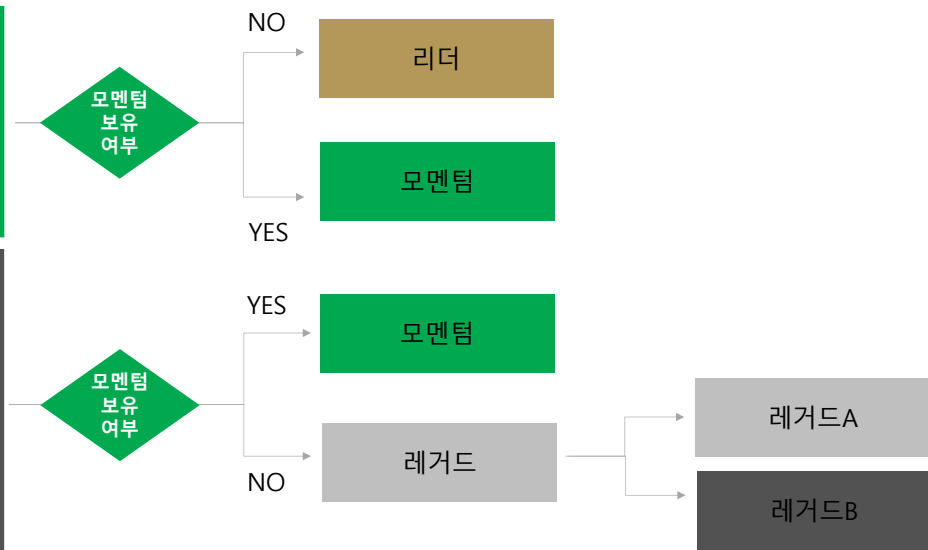 NO
리더
모멘텀
보유
여부
모멘텀
YES
YES
모멘텀
모멘텀
보유
여부
레거드A
레거드
NO
레거드B